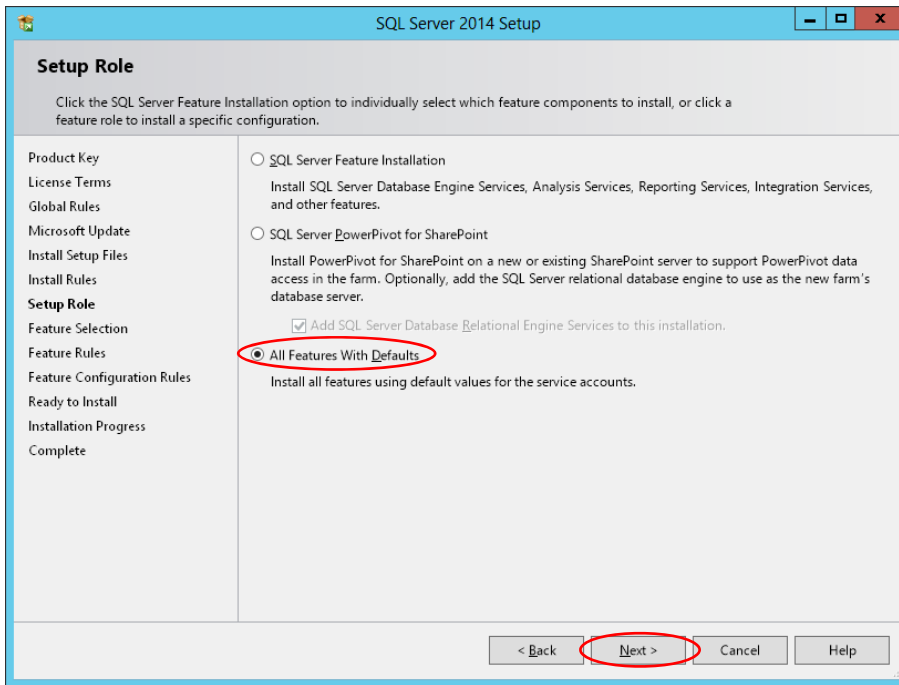 SQL Server 2014 Setup
Setup Role
Click the SQL Server Feature Installation option to individually select which feature components to install, or click a
feature role to install a specific configuration.
Product Key
License Terms
Global Rules
Microsoft Update
Install Setup Files
Install Rules
Setup Role
Feature Selection
Feature Rules
Feature Configuration Rules
Ready to Install
Installation Progress
Complete
SQL Server Feature Installation
Install SQL Server Database Engine Services, Analysis Services, Reporting Services, Integration Services,
and other features.
SQL Server PowerPivot for SharePoint
Install PowerPivot for SharePoint on a new or existing SharePoint server to support PowerPivot data
access in the farm. Optionally, add the SQL Server relational database engine to use as the new farm's
database server.
Add SQL Server Database Relational Engine Services to this installation.
All Features With Defaults
Install all features using default values for the service accounts.
< Back
Next >
Cancel
Help